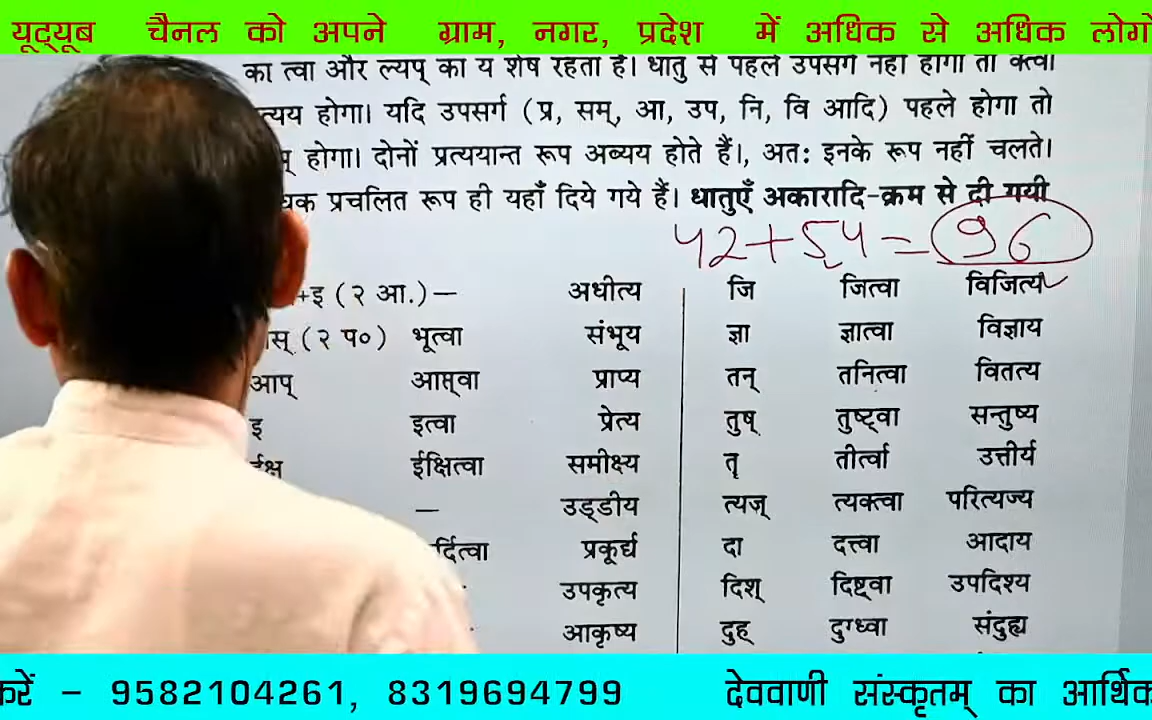 यूट्यूब चैनल को अपने ग्राम, नगर, प्रदेश में अधिक से अधिक लोगो
का त्वा और ल्यप् का य शेष रहता है। धातु से पहले उपसर्ग नहीं होगा तो क्त्वा
होगा। यदि उपसर्ग (प्र, सम्, आ, उप, नि, वि आदि) पहले होगा तो
होगा। दोनों प्रत्ययान्त रूप अव्यय होते हैं।, अतः इनके रूप नहीं चलते।
प्रचलित रूप ही यहाँ दिये गये हैं। धातुएँ अकारादि-क्रम से दी गयी
42+54=96
+इ (२ आ.)— अधीत्य जि जित्वा विजित्य
(२ प०) भूत्वा संभूय ज्ञा ज्ञात्वा विज्ञाय
आप् आप्त्वा प्राप्य तन् तनित्वा वितत्य
इ इत्वा प्रेत्य तुष् तुष्ट्वा सन्तुष्य
ईक्ष ईक्षित्वा समीक्ष्य तॄ तीर्त्वा उत्तीर्य
— उड्डीय त्यज् त्यक्त्वा परित्यज्य
र्दित्वा प्रकूर्द्य दा दत्त्वा आदाय
उपकृत्य दिश् दिष्ट्वा उपदिश्य
आकृष्य दुह् दुग्ध्वा संदुह्य
करें – 9582104261, 8319694799 देववाणी संस्कृतम् का आर्थिक